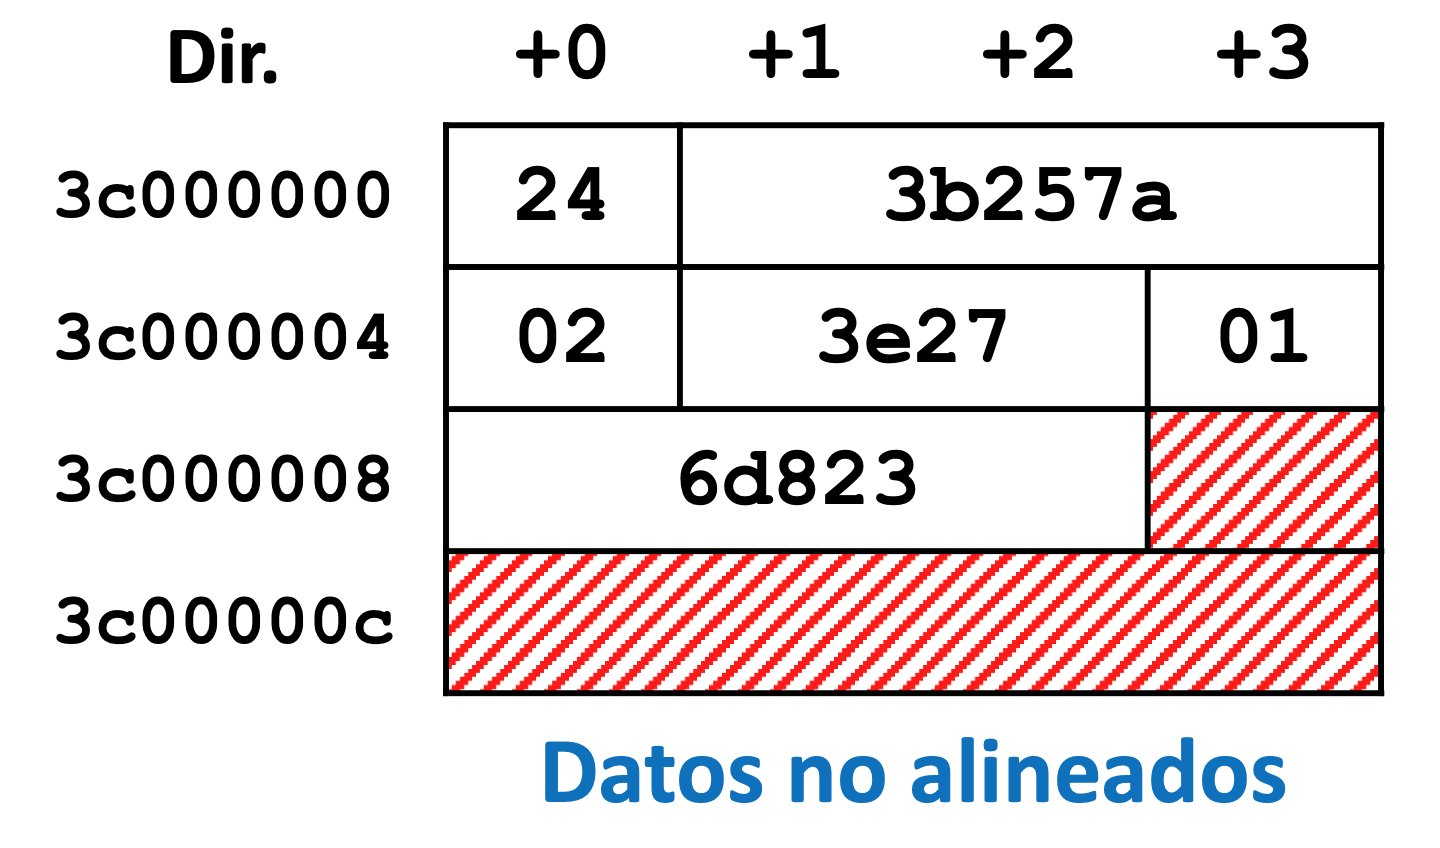 Dir. +0 +1 +2 +3
3c000000 24 3b257a
3c000004 02 3e27 01
3c000008 6d823
3c00000c
Datos no alineados